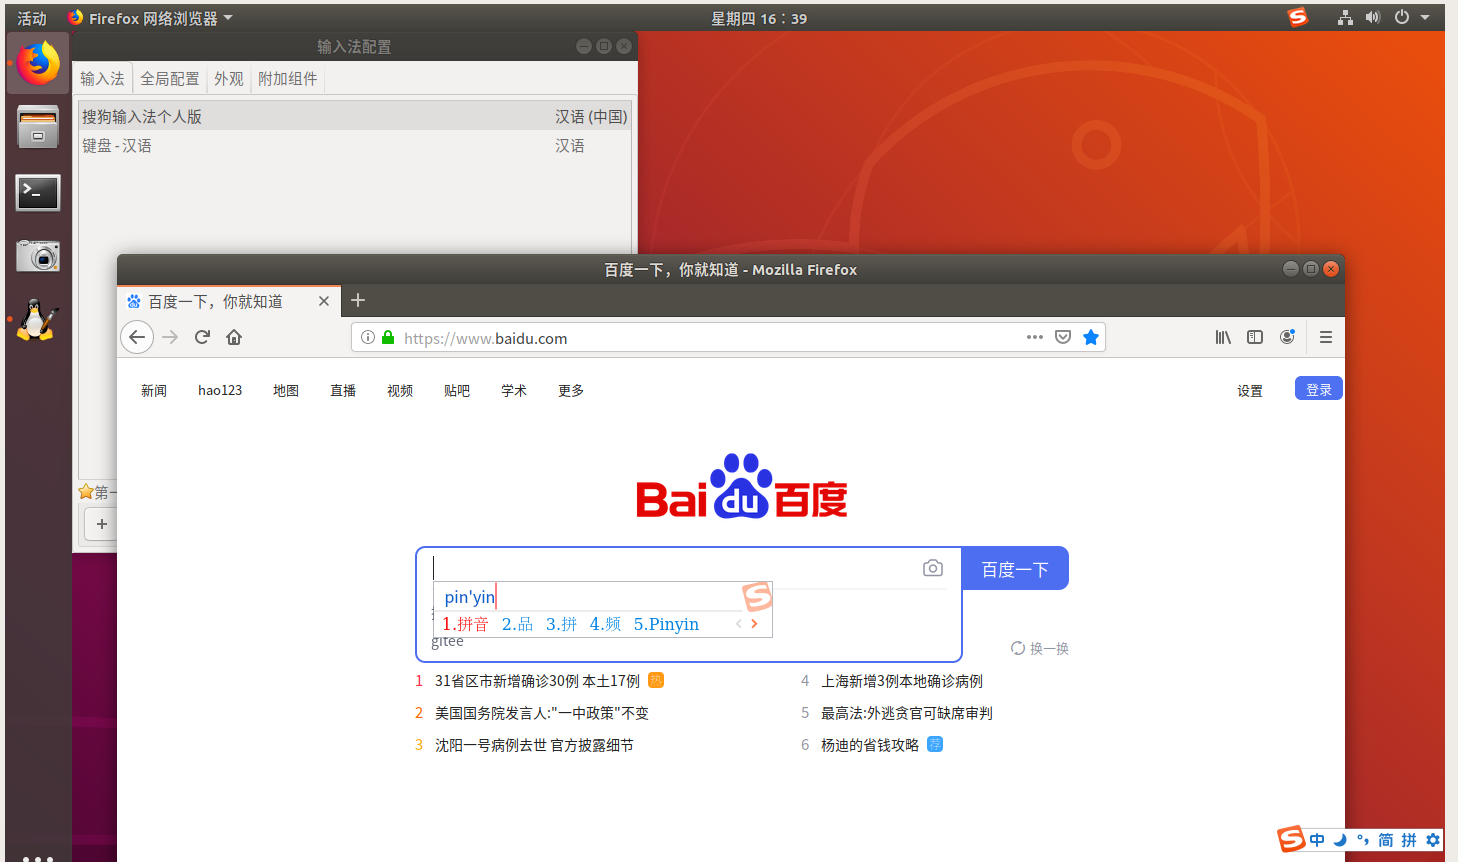 活动 Firefox 网络浏览器 星期四 16：39
输入法配置
输入法 全局配置 外观 附加组件
搜狗输入法个人版 汉语 (中国)
键盘 - 汉语 汉语
百度一下，你就知道 - Mozilla Firefox
百度一下，你就知道
https://www.baidu.com
新闻 hao123 地图 直播 视频 贴吧 学术 更多 设置 登录
Bai du 百度
第一
百度一下
pin'yin
1.拼音 2.品 3.拼 4.频 5.Pinyin
gitee
换一换
1 31省区市新增确诊30例 本土17例 热
4 上海新增3例本地确诊病例
2 美国国务院发言人:"一中政策"不变
5 最高法:外逃贪官可缺席审判
3 沈阳一号病例去世 官方披露细节
6 杨迪的省钱攻略 荐
S 中 简 拼